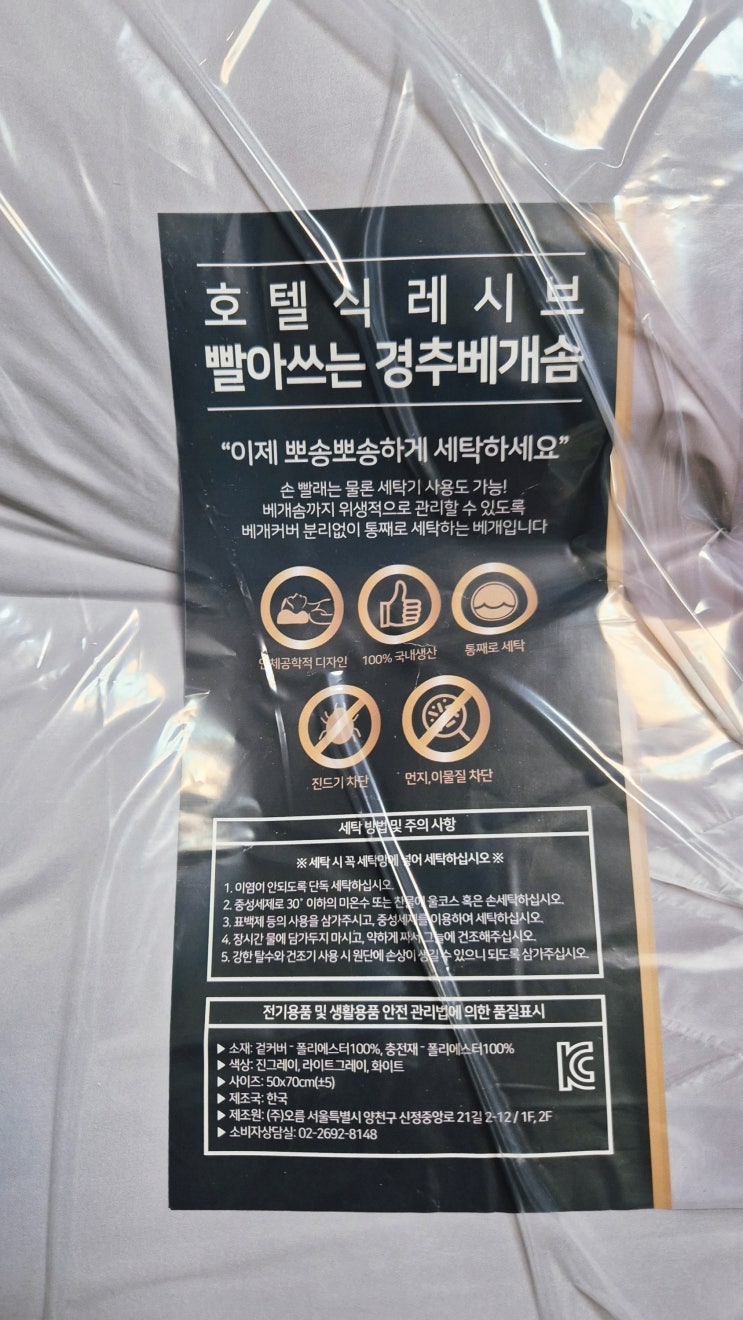 호텔식 레시브
빨아쓰는 경추베개솜
“이제 뽀송뽀송하게 세탁하세요”
손 빨래는 물론 세탁기 사용도 가능!
베개솜까지 위생적으로 관리할 수 있도록
베개커버 분리없이 통째로 세탁하는 베개입니다
인체공학적 디자인
100% 국내생산
통째로 세탁
진드기 차단
먼지,이물질 차단
세탁 방법 및 주의 사항
※ 세탁 시 꼭 세탁망에 넣어 세탁하십시오 ※
1. 이염이 안되도록 단독 세탁하십시오.
2. 중성세제로 30° 이하의 미온수 또는 찬물에 울코스 혹은 손세탁하십시오.
3. 표백제 등의 사용을 삼가주시고, 중성세제를 이용하여 세탁하십시오.
4. 장시간 물에 담가두지 마시고, 약하게 짜서 그늘에 건조해주십시오.
5. 강한 탈수와 건조기 사용 시 원단에 손상이 생길 수 있으니 되도록 삼가주십시오.
전기용품 및 생활용품 안전 관리법에 의한 품질표시
▶ 소재: 겉커버 - 폴리에스터100%, 충전재 - 폴리에스터100%
▶ 색상: 진그레이, 라이트그레이, 화이트
▶ 사이즈: 50x70cm(±5)
▶ 제조국: 한국
▶ 제조원: (주)오름 서울특별시 양천구 신정중앙로 21길 2-12 / 1F, 2F
▶ 소비자상담실: 02-2692-8148
KC